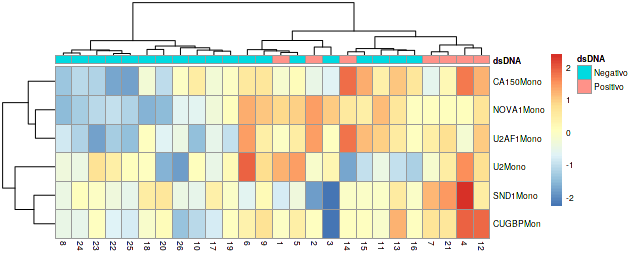 dsDNA
CA150Mono
NOVA1Mono
U2AF1Mono
U2Mono
SND1Mono
CUGBPMon
8 24 23 22 25 18 20 26 10 17 19 6 9 1 5 2 3 14 15 11 13 16 7 21 4 12
2
1
0
-1
-2
dsDNA
Negativo
Positivo